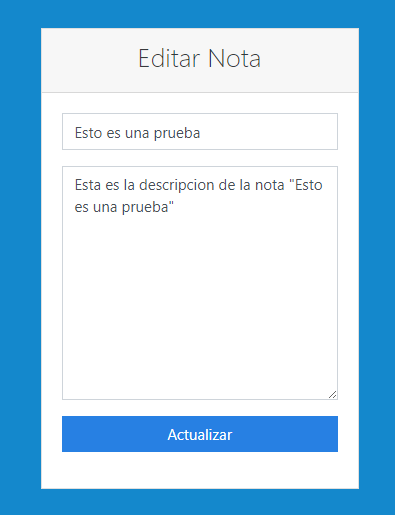 Editar Nota
Esto es una prueba
Esta es la descripcion de la nota "Esto
es una prueba"
Actualizar